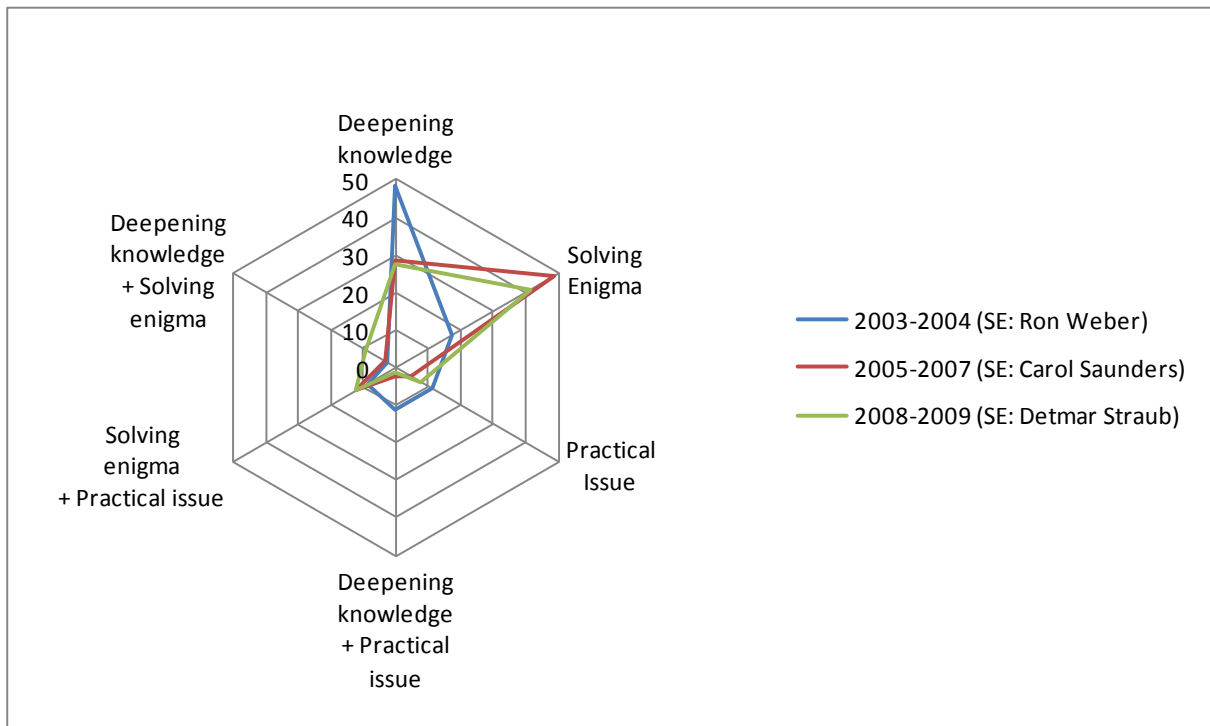 Deepening
knowledge
50
40
30
20
10
0
Solving
Enigma
Practical
Issue
Deepening
knowledge
+ Practical
issue
Solving
enigma
+ Practical issue
Deepening
knowledge
+ Solving
enigma
2003-2004 (SE: Ron Weber)
2005-2007 (SE: Carol Saunders)
2008-2009 (SE: Detmar Straub)